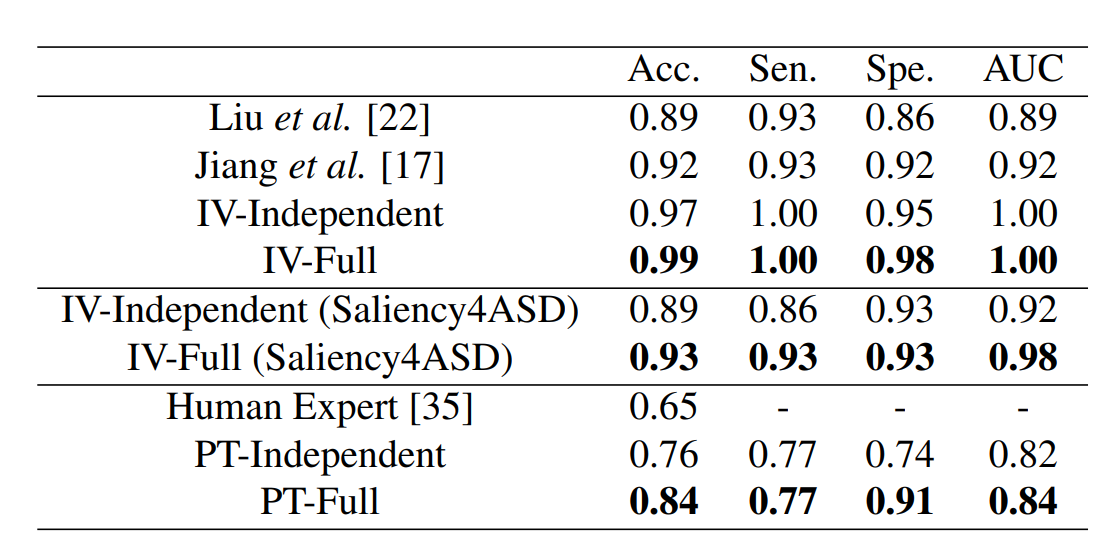 Acc. Sen. Spe. AUC
Liu et al. [22] 0.89 0.93 0.86 0.89
Jiang et al. [17] 0.92 0.93 0.92 0.92
IV-Independent 0.97 1.00 0.95 1.00
IV-Full 0.99 1.00 0.98 1.00
IV-Independent (Saliency4ASD) 0.89 0.86 0.93 0.92
IV-Full (Saliency4ASD) 0.93 0.93 0.93 0.98
Human Expert [35] 0.65 - - -
PT-Independent 0.76 0.77 0.74 0.82
PT-Full 0.84 0.77 0.91 0.84